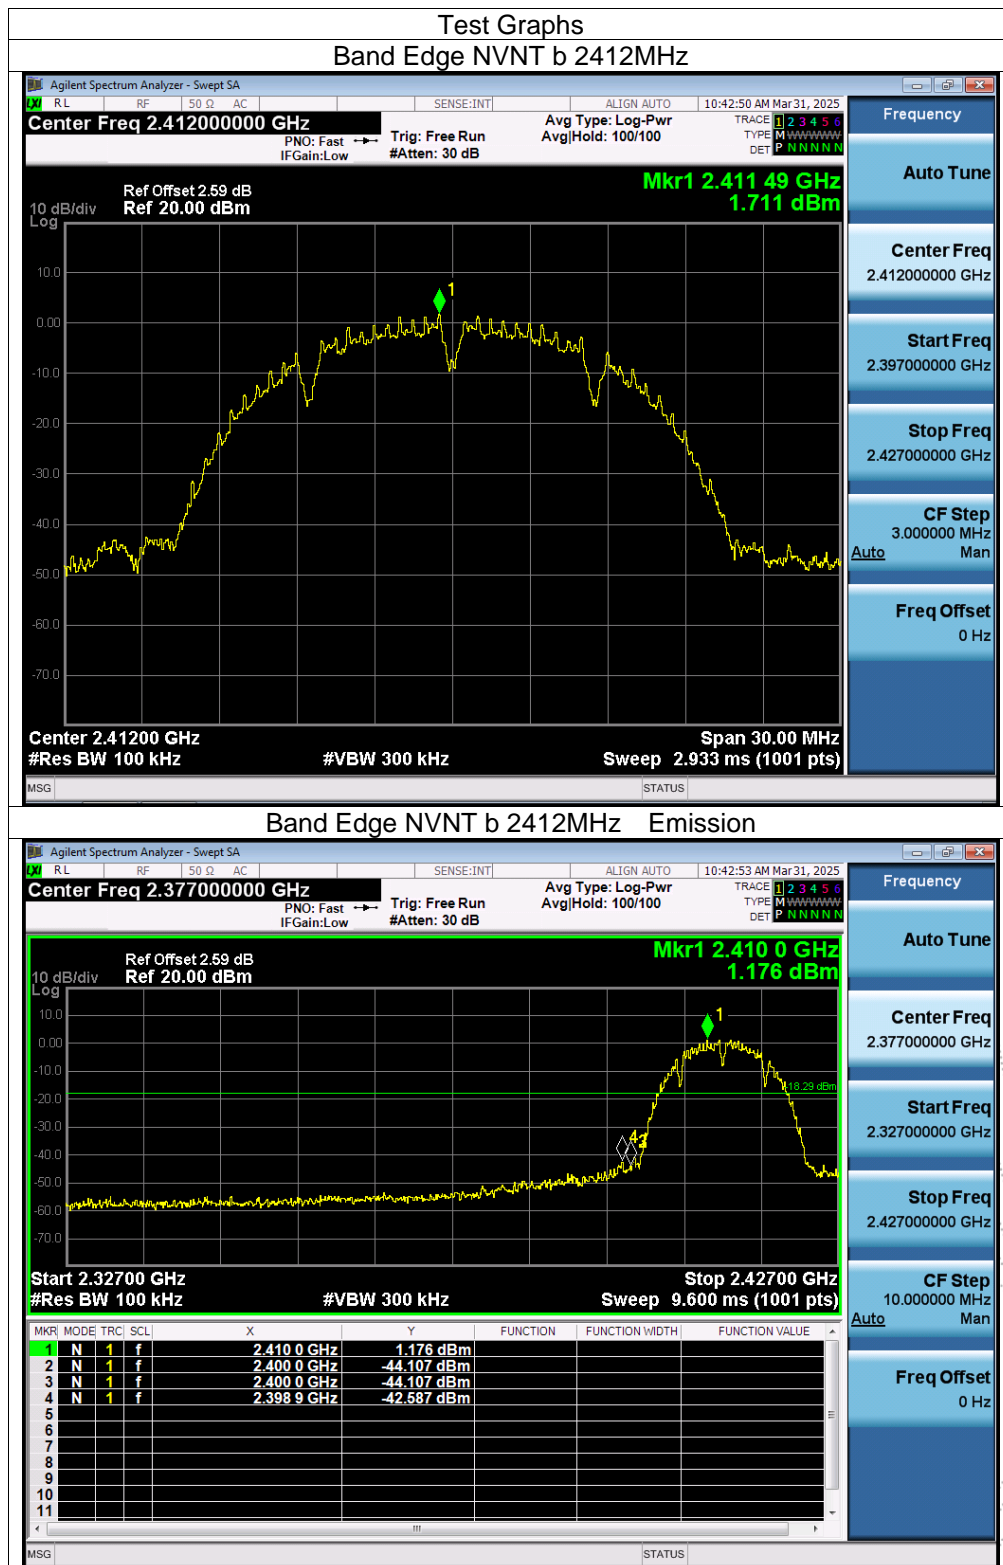 Test Graphs
Band Edge NVNT b 2412MHz
Agilent Spectrum Analyzer - Swept SA
LXI RL RF 50 Ω AC SENSE:INT ALIGN AUTO 10:42:50 AM Mar 31, 2025
Center Freq 2.412000000 GHz
PNO: Fast
IFGain:Low
Trig: Free Run
#Atten: 30 dB
Avg Type: Log-Pwr
Avg|Hold: 100/100
TRACE 1 2 3 4 5 6
TYPE M WWWWW
DET P N N N N N
Frequency
Auto Tune
Mkr1 2.411 49 GHz
1.711 dBm
Ref Offset 2.59 dB
10 dB/div Ref 20.00 dBm
Log
10.0
0.00
-10.0
-20.0
-30.0
-40.0
-50.0
-60.0
-70.0
1
Center Freq
2.412000000 GHz
Start Freq
2.397000000 GHz
Stop Freq
2.427000000 GHz
CF Step
3.000000 MHz
Auto Man
Freq Offset
0 Hz
Center 2.41200 GHz Span 30.00 MHz
#Res BW 100 kHz #VBW 300 kHz Sweep 2.933 ms (1001 pts)
MSG STATUS
Band Edge NVNT b 2412MHz Emission
Agilent Spectrum Analyzer - Swept SA
LXI RL RF 50 Ω AC SENSE:INT ALIGN AUTO 10:42:53 AM Mar 31, 2025
Center Freq 2.377000000 GHz
PNO: Fast
IFGain:Low
Trig: Free Run
#Atten: 30 dB
Avg Type: Log-Pwr
Avg|Hold: 100/100
TRACE 1 2 3 4 5 6
TYPE M WWWWW
DET P N N N N N
Frequency
Auto Tune
Mkr1 2.410 0 GHz
1.176 dBm
Ref Offset 2.59 dB
10 dB/div Ref 20.00 dBm
Log
10.0
0.00
-10.0
-20.0
-30.0
-40.0
-50.0
-60.0
-70.0
1
-18.29 dBm
4
Center Freq
2.377000000 GHz
Start Freq
2.327000000 GHz
Stop Freq
2.427000000 GHz
CF Step
10.000000 MHz
Auto Man
Freq Offset
0 Hz
Start 2.32700 GHz Stop 2.42700 GHz
#Res BW 100 kHz #VBW 300 kHz Sweep 9.600 ms (1001 pts)
MKR MODE TRC SCL X Y FUNCTION FUNCTION WIDTH FUNCTION VALUE
1 N 1 f 2.410 0 GHz 1.176 dBm
2 N 1 f 2.400 0 GHz -44.107 dBm
3 N 1 f 2.400 0 GHz -44.107 dBm
4 N 1 f 2.398 9 GHz -42.587 dBm
5
6
7
8
9
10
11
MSG STATUS